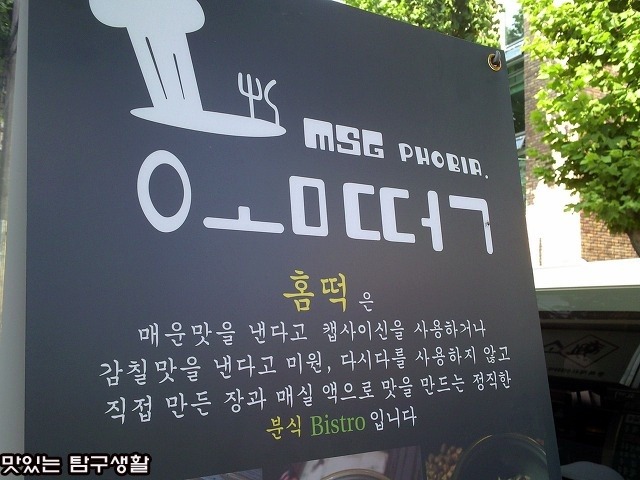 MSG PHOBIA.
ㅇㅗㅁㄸㅓㄱ
홈떡 은
매운맛을 낸다고 캡사이신을 사용하거나
감칠맛을 낸다고 미원, 다시다를 사용하지 않고
직접 만든 장과 매실 액으로 맛을 만드는 정직한
분식 Bistro 입니다
맛있는 탐구생활